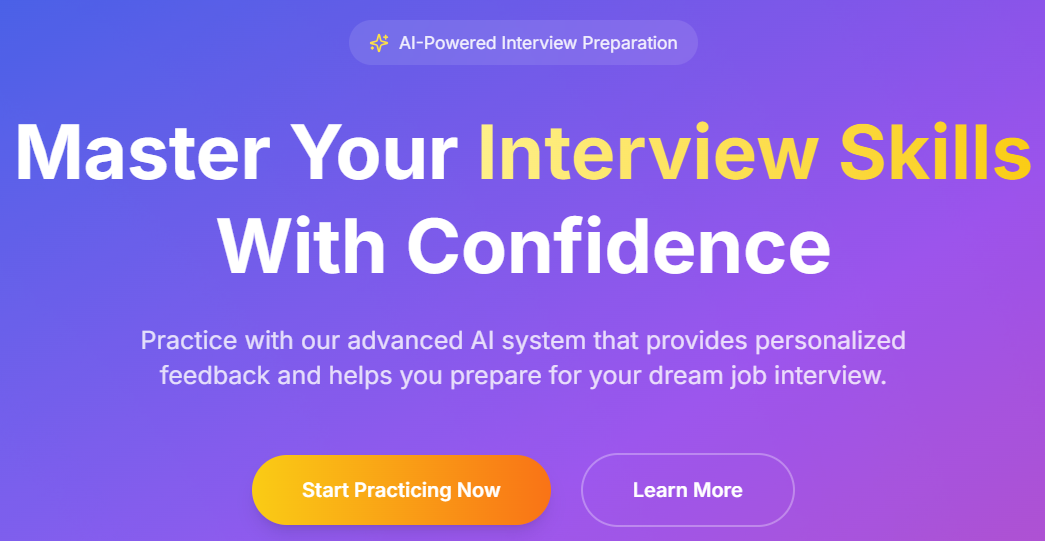 AI-Powered Interview Preparation
Master Your Interview Skills
With Confidence
Practice with our advanced AI system that provides personalized
feedback and helps you prepare for your dream job interview.
Start Practicing Now
Learn More